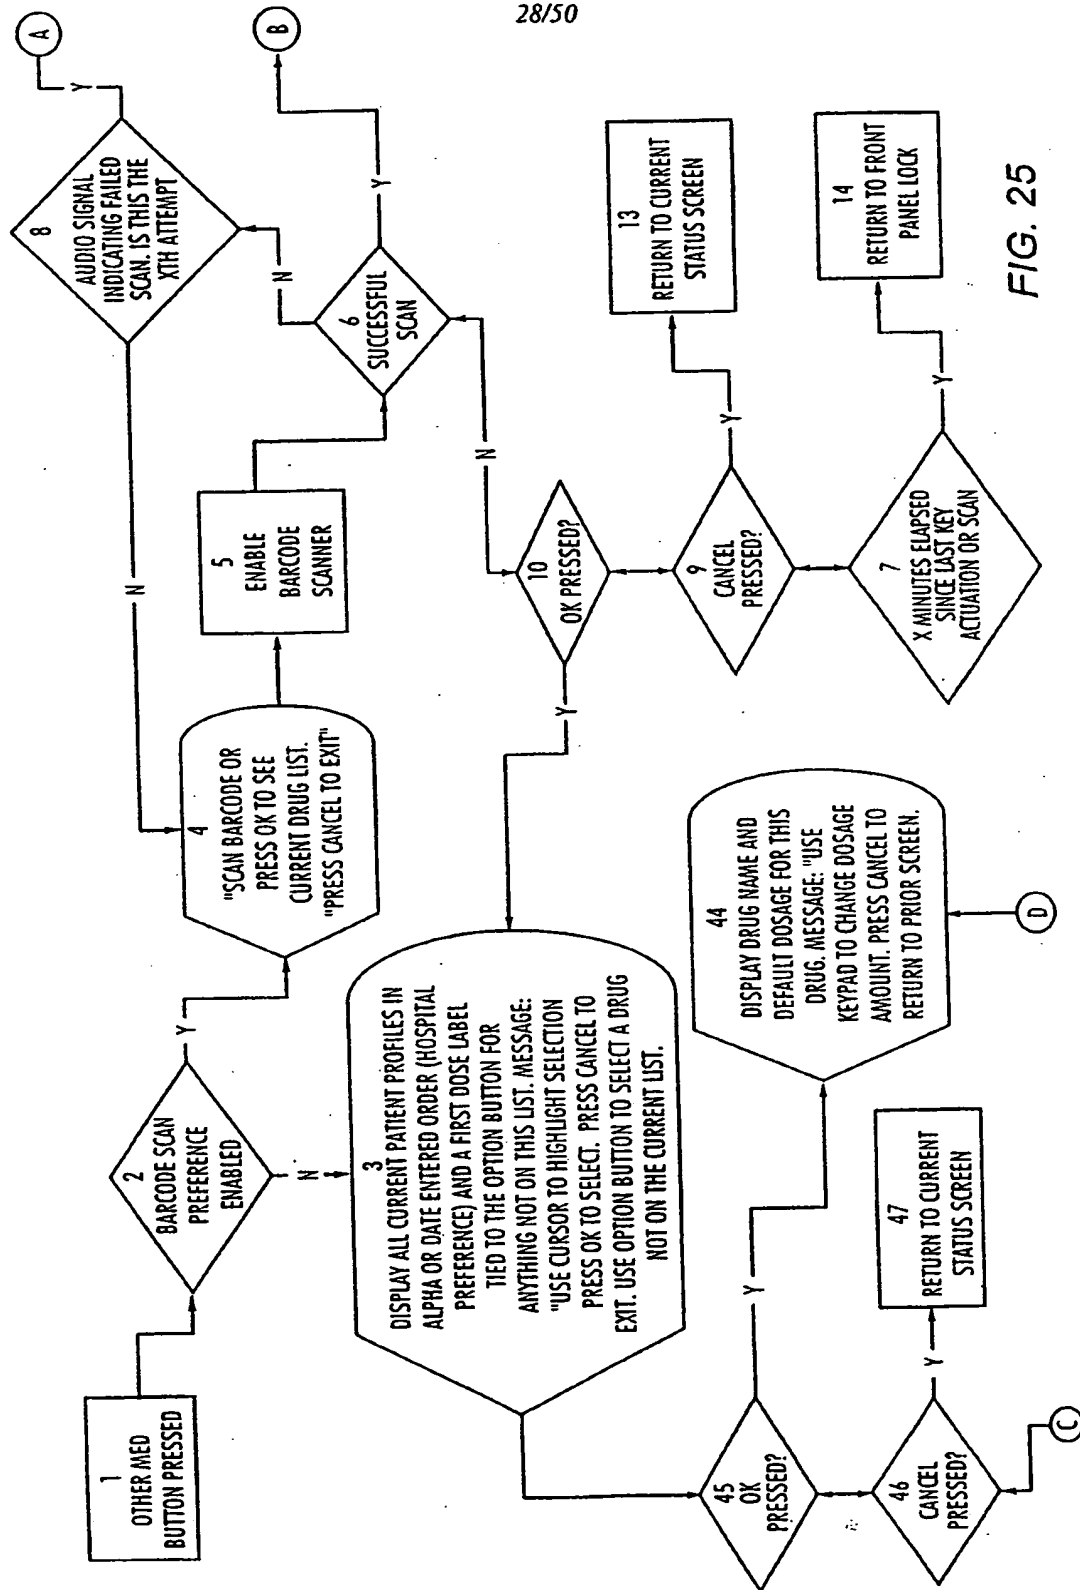 28/50
1
OTHER MED
BUTTON PRESSED
2
BARCODE SCAN
PREFERENCE
ENABLED
Y
N
3
DISPLAY ALL CURRENT PATIENT PROFILES IN
ALPHA OR DATE ENTERED ORDER (HOSPITAL
PREFERENCE) AND A FIRST DOSE LABEL
TIED TO THE OPTION BUTTON FOR
ANYTHING NOT ON THIS LIST. MESSAGE:
"USE CURSOR TO HIGHLIGHT SELECTION
PRESS OK TO SELECT. PRESS CANCEL TO
EXIT. USE OPTION BUTTON TO SELECT A DRUG
NOT ON THE CURRENT LIST.
4
"SCAN BARCODE OR
PRESS OK TO SEE
CURRENT DRUG LIST.
"PRESS CANCEL TO EXIT"
5
ENABLE
BARCODE
SCANNER
6
SUCCESSFUL
SCAN
Y
B
N
8
AUDIO SIGNAL
INDICATING FAILED
SCAN. IS THIS THE
XTH ATTEMPT
Y
A
N
N
10
OK PRESSED?
Y
9
CANCEL
PRESSED?
Y
13
RETURN TO CURRENT
STATUS SCREEN
7
X MINUTES ELAPSED
SINCE LAST KEY
ACTUATION OR SCAN
Y
14
RETURN TO FRONT
PANEL LOCK
45
OK
PRESSED?
Y
44
DISPLAY DRUG NAME AND
DEFAULT DOSAGE FOR THIS
DRUG. MESSAGE: "USE
KEYPAD TO CHANGE DOSAGE
AMOUNT. PRESS CANCEL TO
RETURN TO PRIOR SCREEN.
D
46
CANCEL
PRESSED?
Y
47
RETURN TO CURRENT
STATUS SCREEN
C
FIG. 25